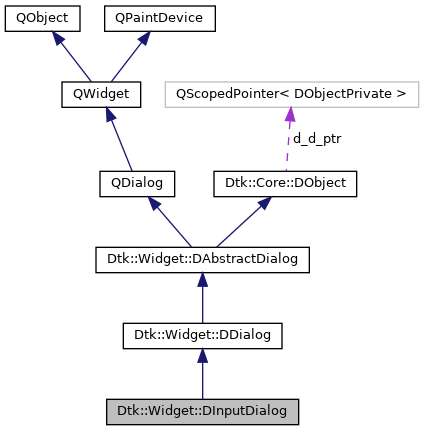 QObject
QPaintDevice
QWidget
QScopedPointer< DObjectPrivate >
d_d_ptr
QDialog
Dtk::Core::DObject
Dtk::Widget::DAbstractDialog
Dtk::Widget::DDialog
Dtk::Widget::DInputDialog